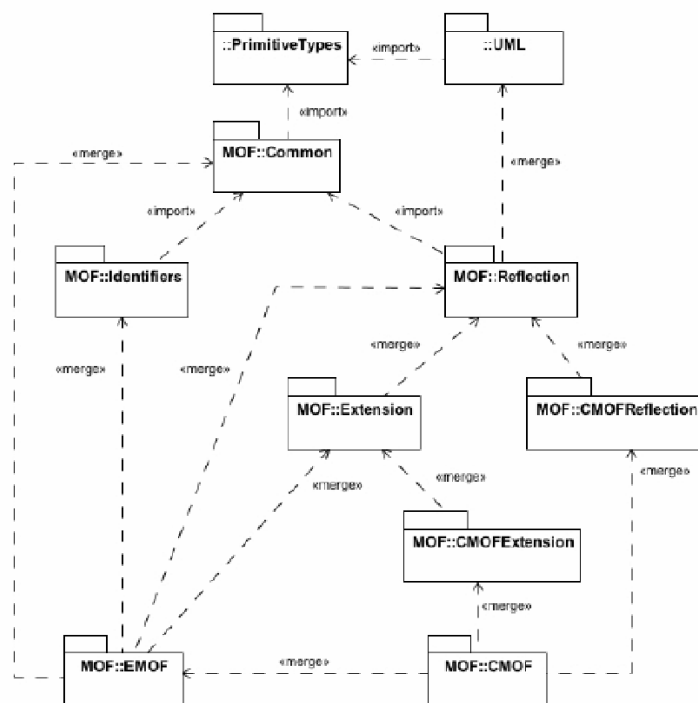 ::PrimitiveTypes
«import»
::UML
«import»
«merge»
MOF::Common
«merge»
«import»
«import»
MOF::Identifiers
MOF::Reflection
«merge»
«merge»
«merge»
«merge»
MOF::Extension
MOF::CMOFReflection
«merge»
«merge»
«merge»
MOF::CMOFExtension
«merge»
MOF::EMOF
«merge»
MOF::CMOF